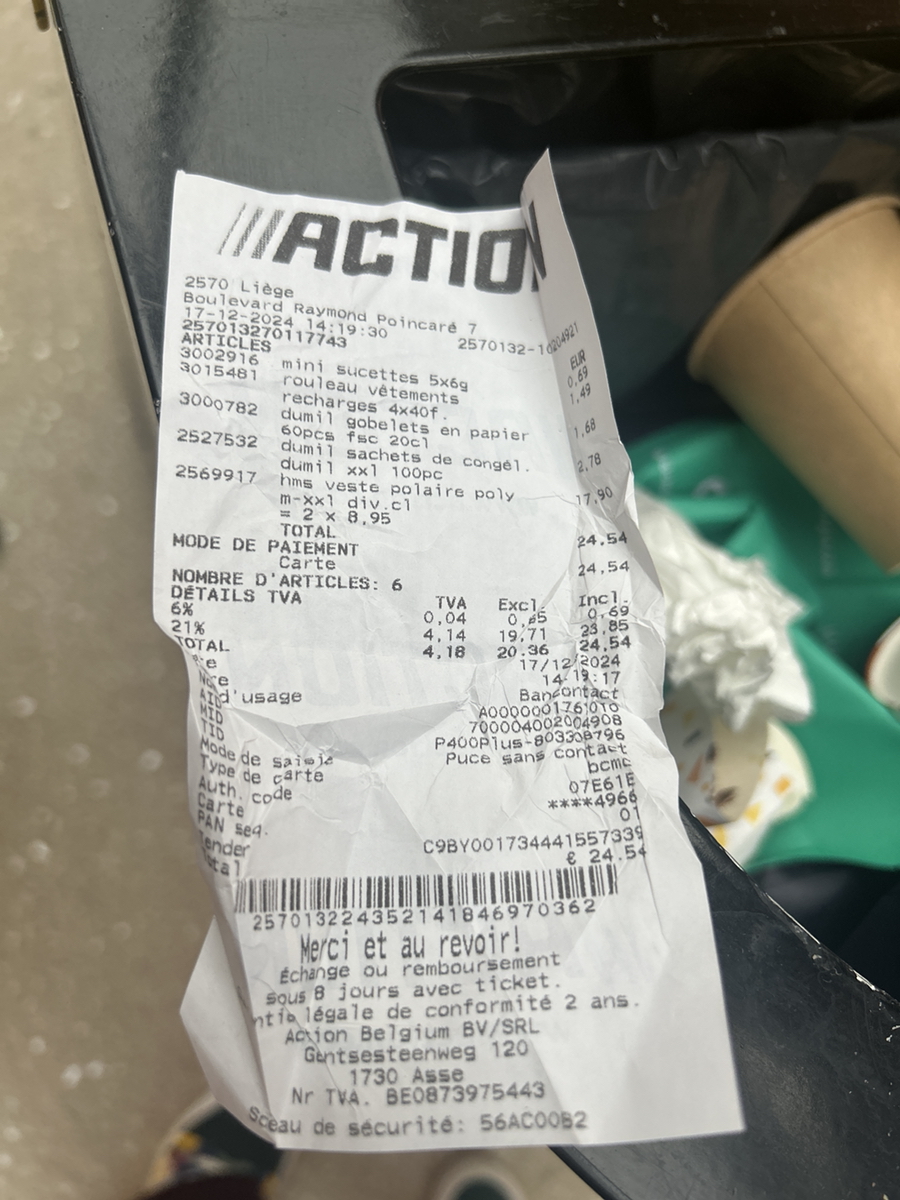 ACTION
2570 Liège
Boulevard Raymond Poincaré 7
17-12-2024 14:19:30
257013270117743
ARTICLES EUR
3002916 mini sucettes 5x6g 0,69
3015481 rouleau vêtements 1,49
recharges 4x40f.
3000782 dumil gobelets en papier 1,68
60pcs fsc 20cl
2527532 dumil sachets de congél. 2,78
dumil xxl 100pc
2569917 hms veste polaire poly 17,90
m-xxl div.cl
= 2 x 8,95
TOTAL 24,54
MODE DE PAIEMENT
Carte 24,54
NOMBRE D'ARTICLES: 6
DÉTAILS TVA TVA Excl. Incl.
6% 0,04 0,65 0,69
21% 4,14 19,71 23,85
TOTAL 4,18 20,36 24,54
17/12/2024
14:19:17
d'usage Bancontact
AID A0000001761010
MID 700004002004908
TID P400Plus-803308796
Mode de saisie Puce sans contact
Type de carte bcmc
Auth. code 07E61E
Carte ****4966
PAN seq. 01
C9BY001734441557339
€ 24.54
257013224352141846970362
Merci et au revoir!
Échange ou remboursement
sous 8 jours avec ticket.
légale de conformité 2 ans.
Action Belgium BV/SRL
Gentsesteenweg 120
1730 Asse
Nr TVA. BE0873975443
Sceau de sécurité: 56AC00B2